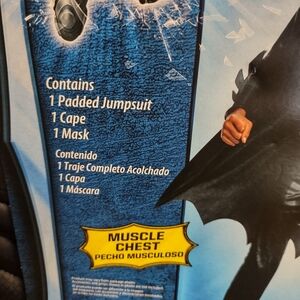 Contains
1 Padded Jumpsuit
1 Cape
1 Mask
Contenido
1 Traje Completo Acolchado
1 Capa
1 Máscara
MUSCLE
CHEST
PECHO MUSCULOSO